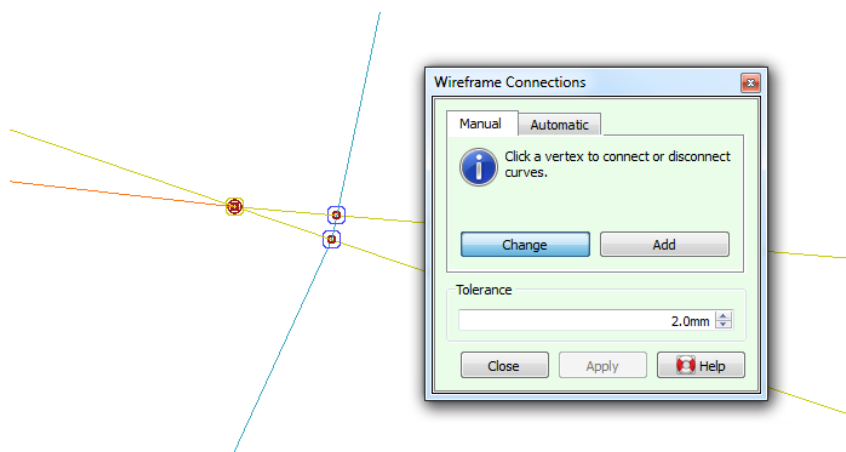 Wireframe Connections
Manual
Automatic
Click a vertex to connect or disconnect
curves.
Change
Add
Tolerance
2.0mm
Close
Apply
Help